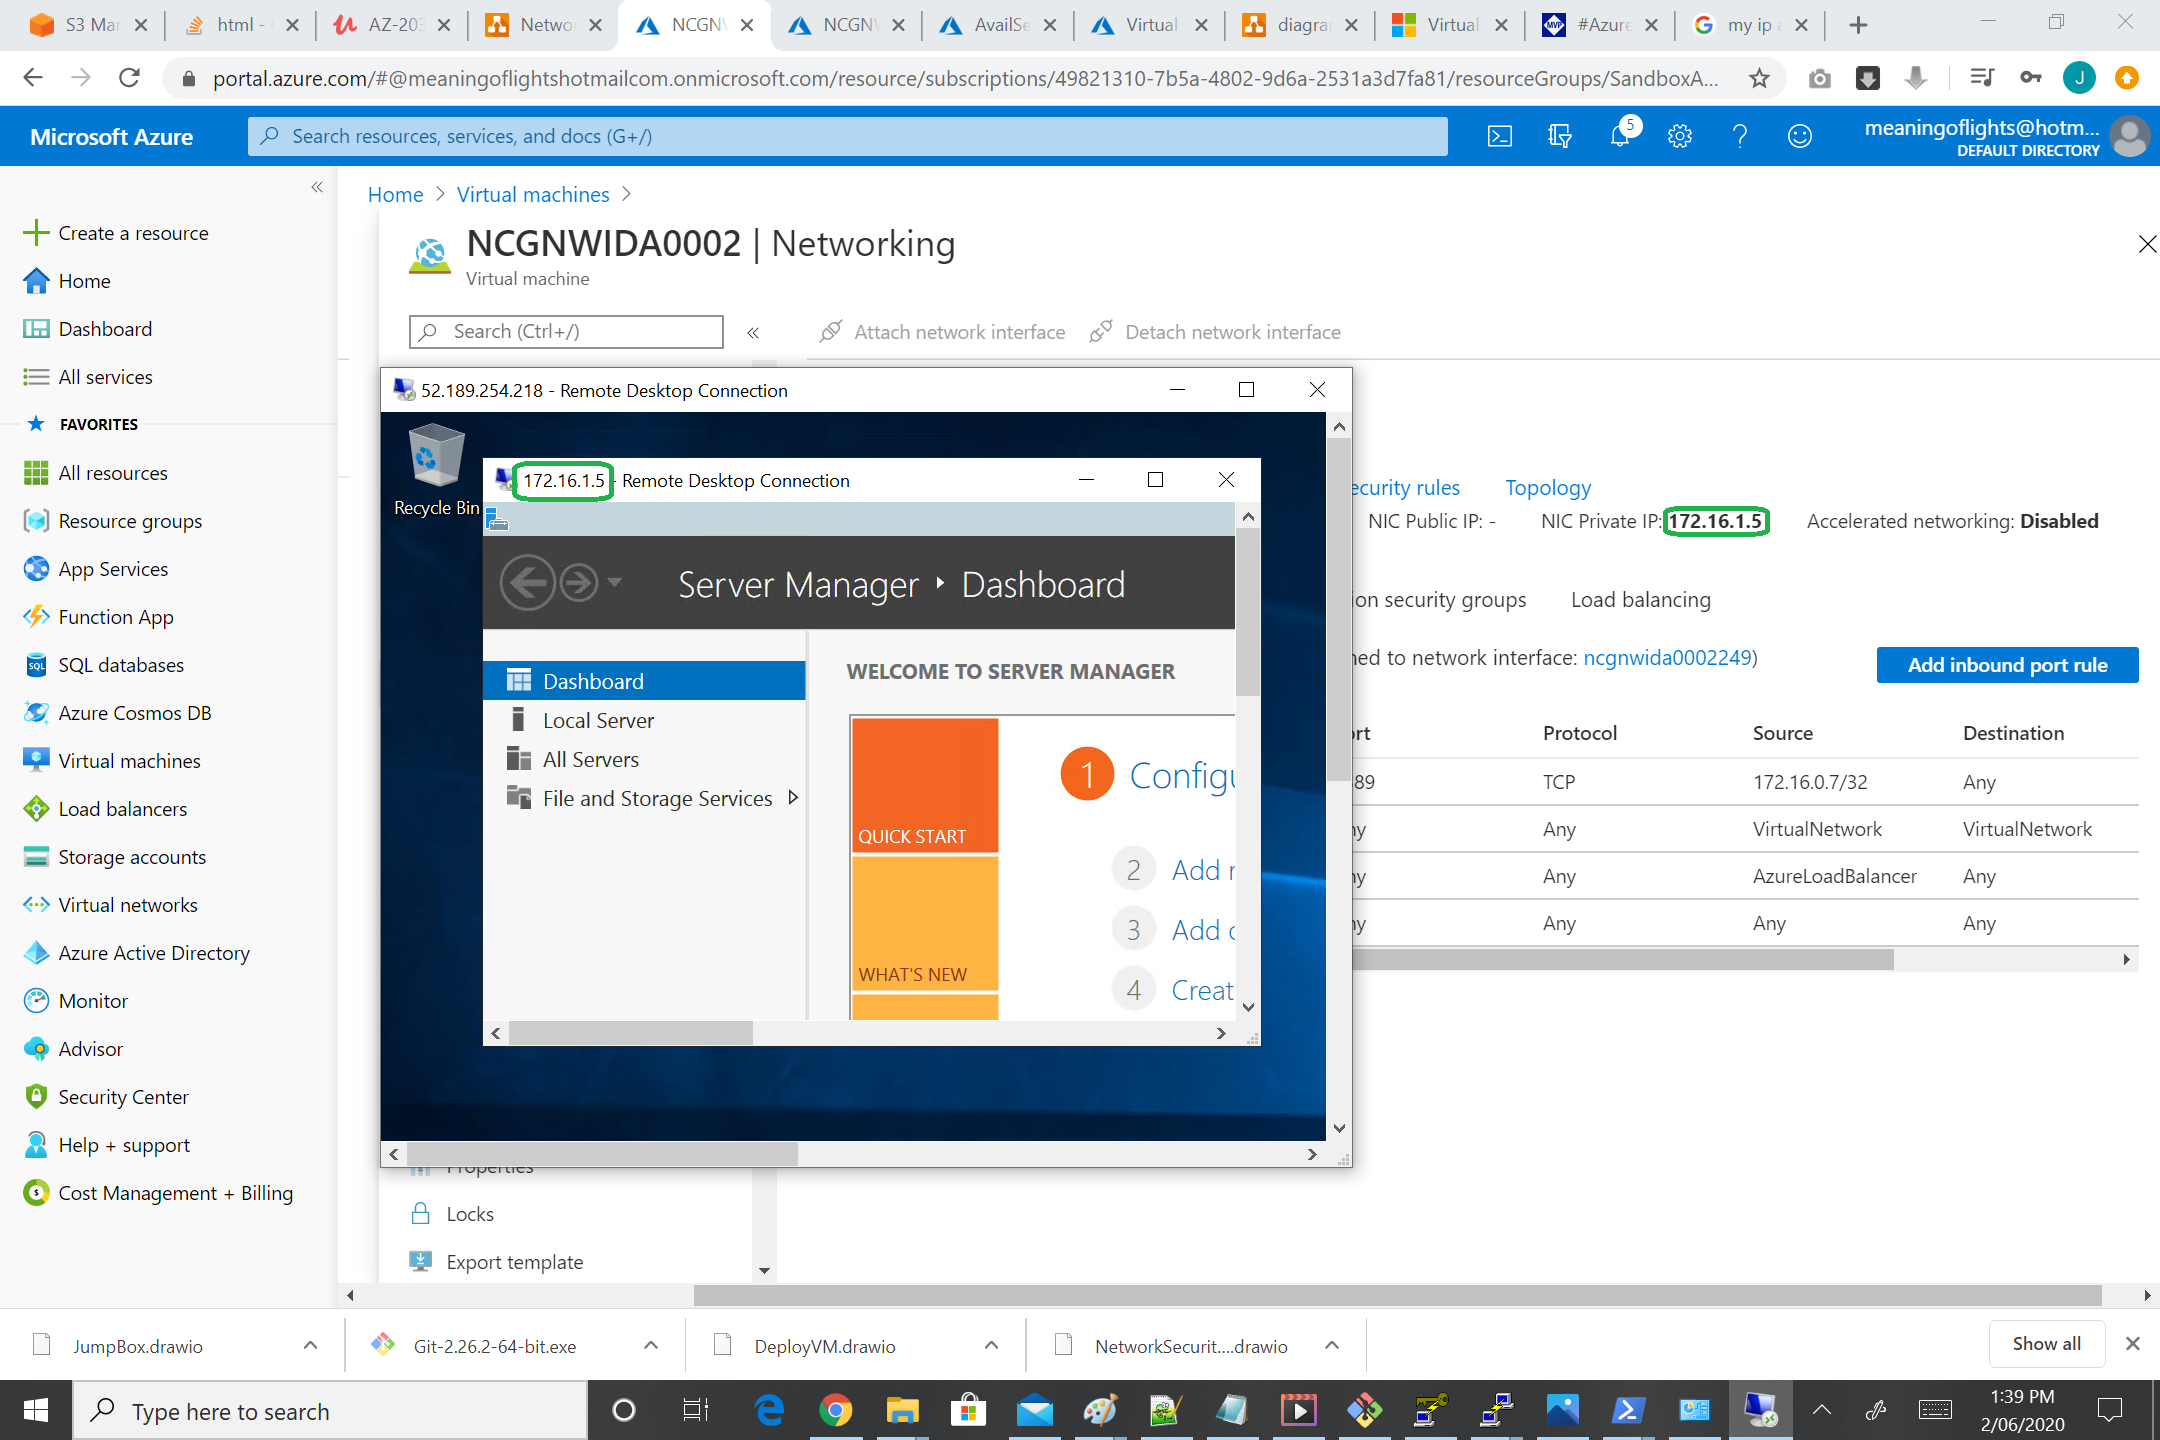 S3 Mar
html -
AZ-203
Netwo
NCGNV
NCGNV
AvailSe
Virtual
diagra
Virtual
#Azure
my ip
portal.azure.com/#@meaningoflightshotmailcom.onmicrosoft.com/resource/subscriptions/49821310-7b5a-4802-9d6a-2531a3d7fa81/resourceGroups/SandboxA...
J
Microsoft Azure
Search resources, services, and docs (G+/)
5
meaningoflights@hotm...
DEFAULT DIRECTORY
Home > Virtual machines >
NCGNWIDA0002 | Networking
Virtual machine
Search (Ctrl+/)
Attach network interface
Detach network interface
Create a resource
Home
Dashboard
All services
FAVORITES
All resources
Resource groups
App Services
Function App
SQL databases
Azure Cosmos DB
Virtual machines
Load balancers
Storage accounts
Virtual networks
Azure Active Directory
Monitor
Advisor
Security Center
Help + support
Cost Management + Billing
52.189.254.218 - Remote Desktop Connection
Recycle Bin
172.16.1.5 - Remote Desktop Connection
Server Manager • Dashboard
Dashboard
Local Server
All Servers
File and Storage Services
WELCOME TO SERVER MANAGER
QUICK START
WHAT'S NEW
1 Configu
2 Add r
3 Add
4 Creat
ecurity rules
Topology
NIC Public IP: -
NIC Private IP: 172.16.1.5
Accelerated networking: Disabled
ion security groups
Load balancing
ned to network interface: ncgnwida0002249)
Add inbound port rule
rt Protocol Source Destination
89 TCP 172.16.0.7/32 Any
ny Any VirtualNetwork VirtualNetwork
ny Any AzureLoadBalancer Any
ny Any Any Any
Properties
Locks
Export template
JumpBox.drawio
Git-2.26.2-64-bit.exe
DeployVM.drawio
NetworkSecurit....drawio
Show all
Type here to search
1:39 PM
2/06/2020